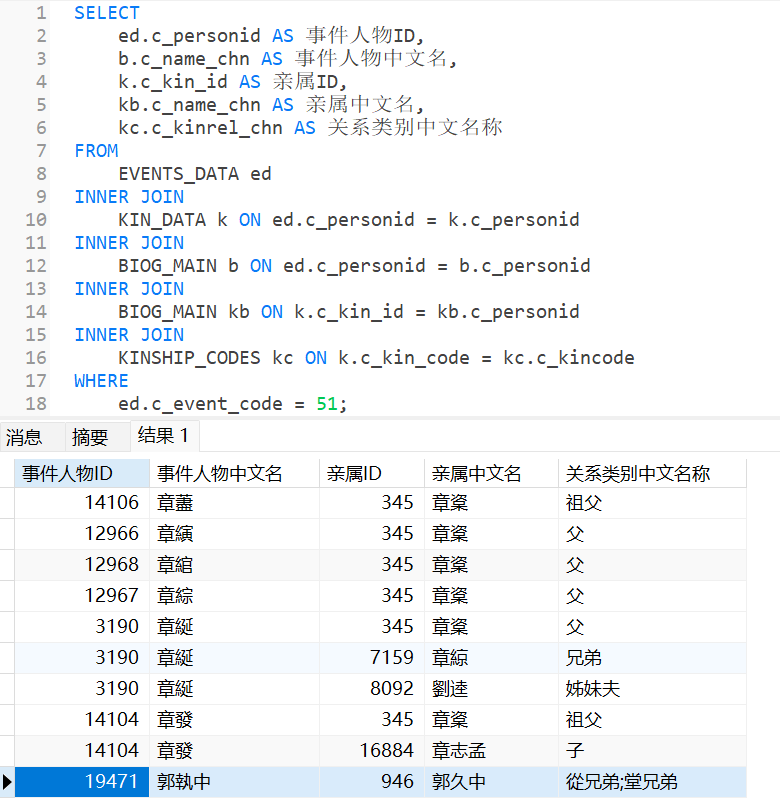 1 SELECT
2 ed.c_personid AS 事件人物ID,
3 b.c_name_chn AS 事件人物中文名,
4 k.c_kin_id AS 亲属ID,
5 kb.c_name_chn AS 亲属中文名,
6 kc.c_kinrel_chn AS 关系类别中文名称
7 FROM
8 EVENTS_DATA ed
9 INNER JOIN
10 KIN_DATA k ON ed.c_personid = k.c_personid
11 INNER JOIN
12 BIOG_MAIN b ON ed.c_personid = b.c_personid
13 INNER JOIN
14 BIOG_MAIN kb ON k.c_kin_id = kb.c_personid
15 INNER JOIN
16 KINSHIP_CODES kc ON k.c_kin_code = kc.c_kincode
17 WHERE
18 ed.c_event_code = 51;
消息 摘要 结果 1
事件人物ID 事件人物中文名 亲属ID 亲属中文名 关系类别中文名称
14106 章藎 345 章楶 祖父
12966 章縯 345 章楶 父
12968 章綰 345 章楶 父
12967 章綜 345 章楶 父
3190 章綖 345 章楶 父
3190 章綖 7159 章綡 兄弟
3190 章綖 8092 劉逵 姊妹夫
14104 章發 345 章楶 祖父
14104 章發 16884 章志孟 子
19471 郭執中 946 郭久中 從兄弟;堂兄弟